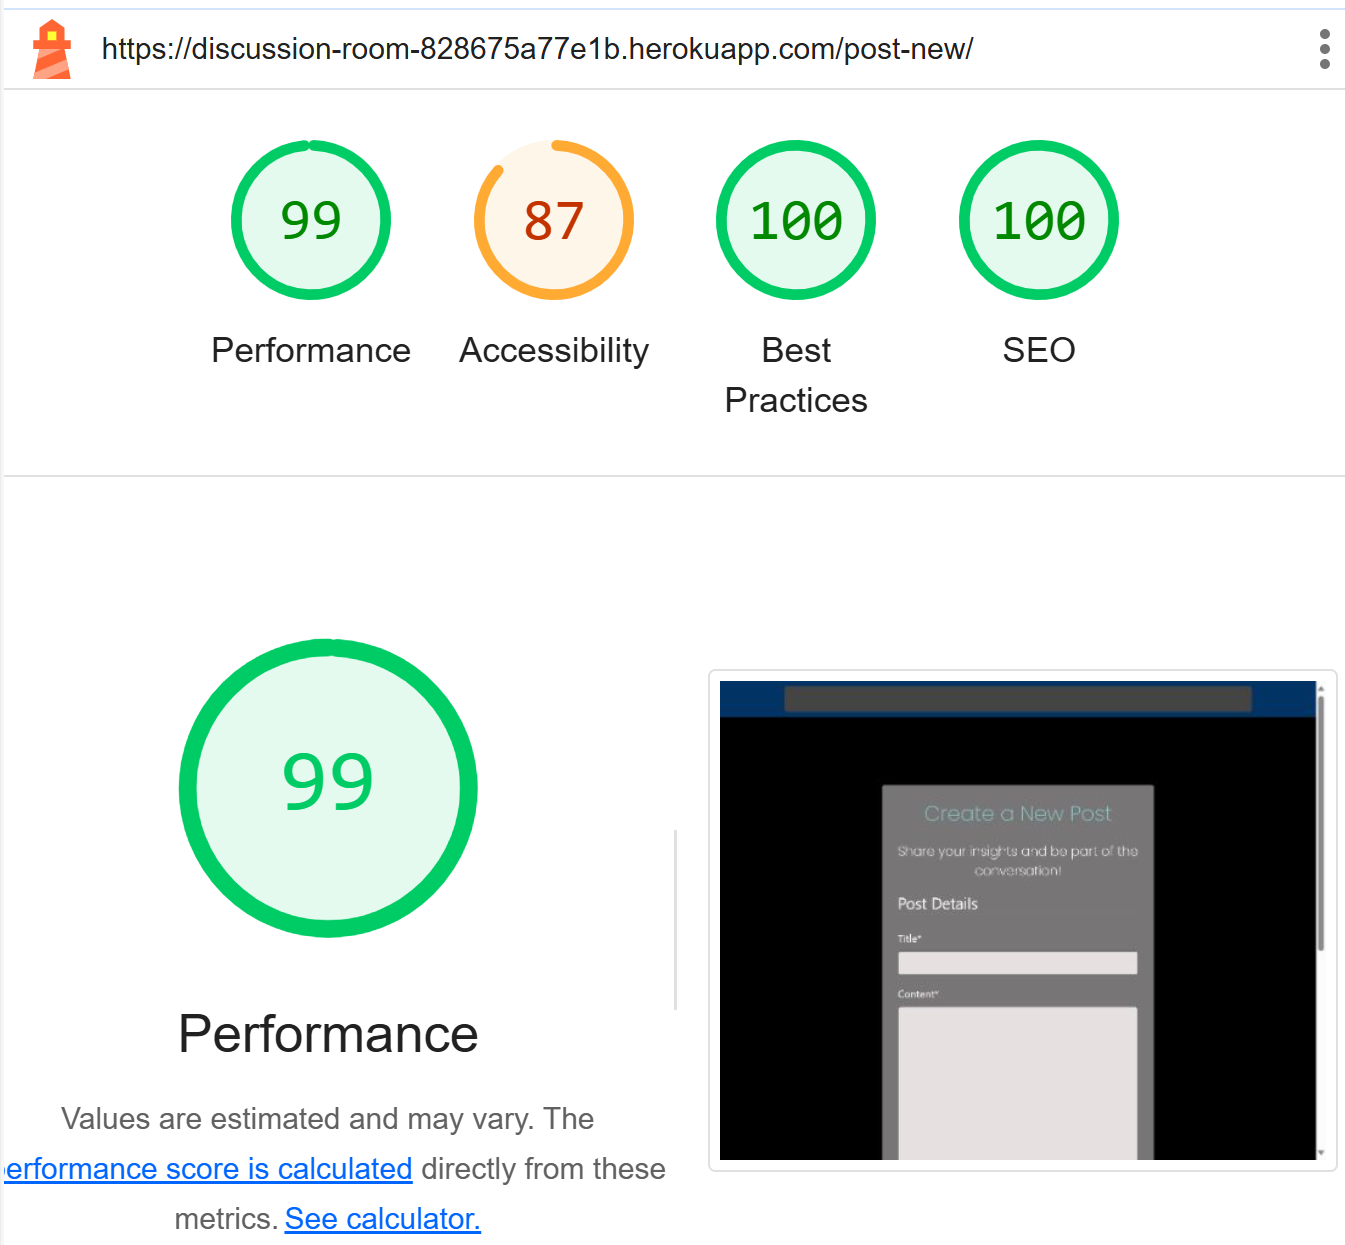 https://discussion-room-828675a77e1b.herokuapp.com/post-new/
99
87
100
100
Performance
Accessibility
Best
Practices
SEO
99
Performance
Values are estimated and may vary. The
erformance score is calculated directly from these
metrics. See calculator.
Create a New Post
Share your insights and be part of the
conversation!
Post Details
Title*
Content*